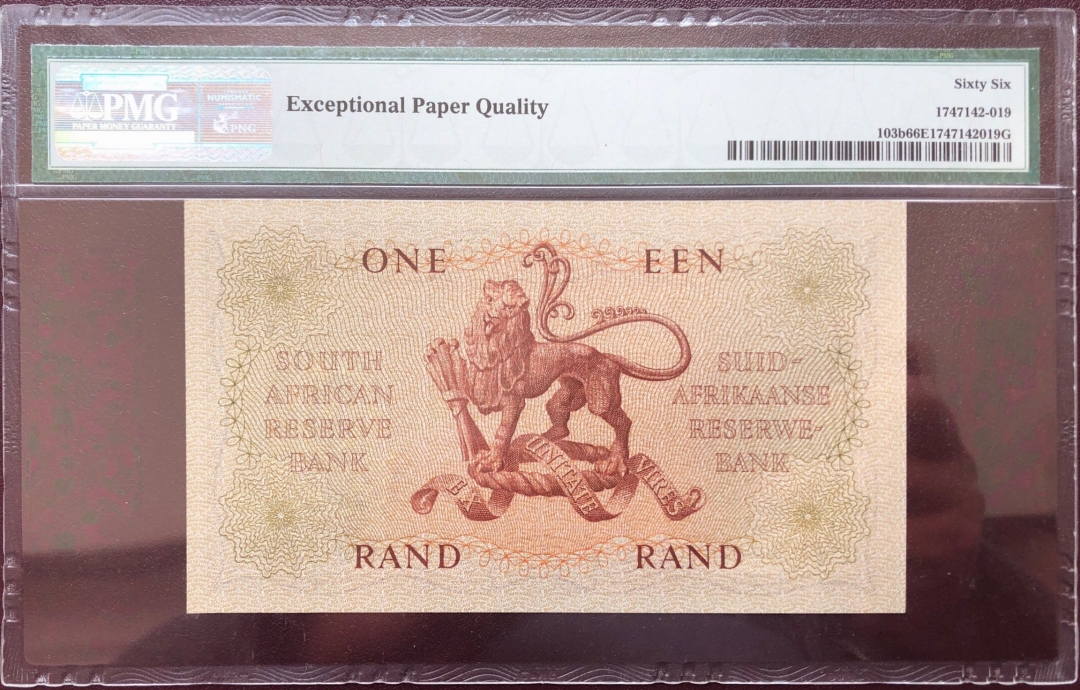 PMG
PAPER MONEY GUARANTY
NUMISMATIC
PNG
Exceptional Paper Quality
Sixty Six
1747142-019
103b66E1747142019G
ONE EEN
SOUTH
AFRICAN
RESERVE
BANK
SUID-
AFRIKAANSE
RESERWE-
BANK
EX UNITATE VIRES
RAND RAND